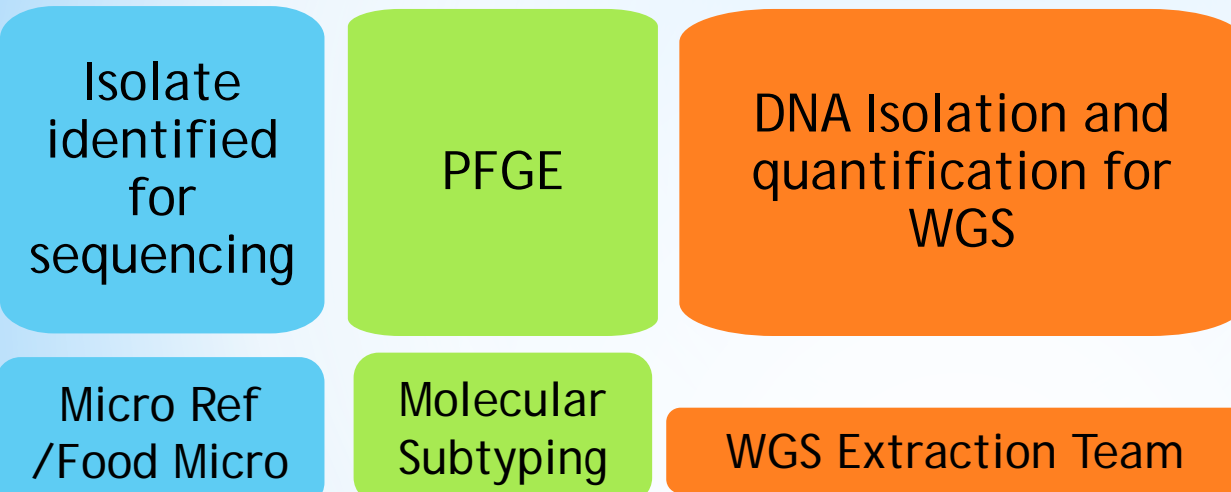 Isolate
identified
for
sequencing
PFGE
DNA Isolation and
quantification for
WGS
Micro Ref
/Food Micro
Molecular
Subtyping
WGS Extraction Team